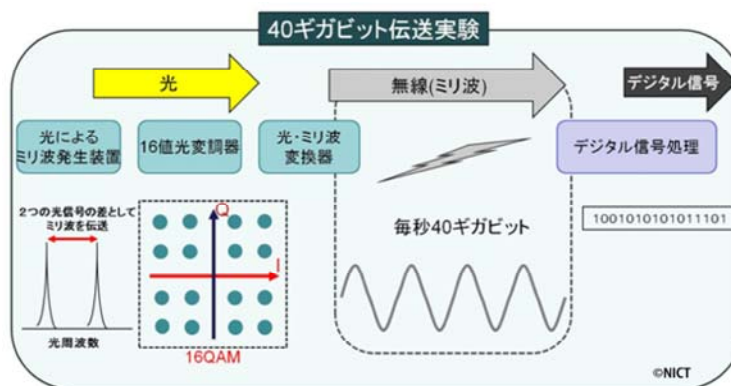 40ギガビット伝送実験
光
無線(ミリ波)
デジタル信号
光による
ミリ波発生装置
16値光変調器
光・ミリ波
変換器
デジタル信号処理
2つの光信号の差として
ミリ波を伝送
光周波数
Q
I
16QAM
毎秒40ギガビット
1001010101011101
©NICT